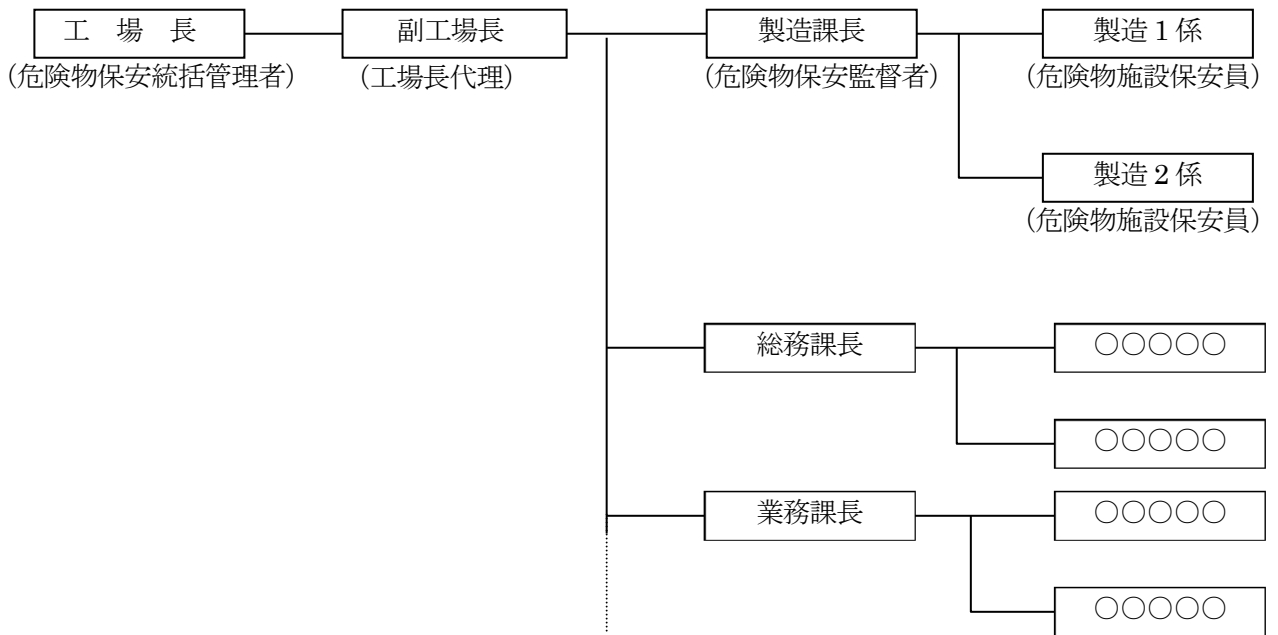 工　場　長
副工場長
製造課長
製造1係
(危険物保安統括管理者)
(工場長代理)
(危険物保安監督者)
(危険物施設保安員)
製造2係
(危険物施設保安員)
総務課長
○○○○○
○○○○○
業務課長
○○○○○
○○○○○